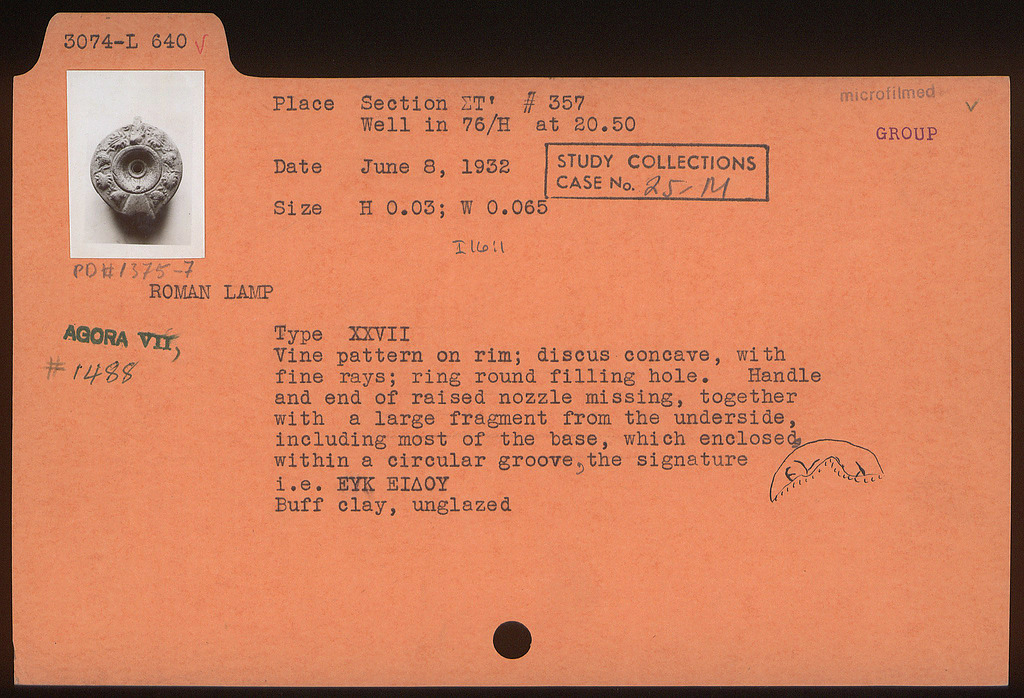 3074-L 640 √
microfilmed
v
GROUP
Place Section ΣΤ' # 357
Well in 76/H at 20.50
Date June 8, 1932
STUDY COLLECTIONS
CASE No. 25-M
Size H 0.03; W 0.065
I 16:1
PD#1375-7
ROMAN LAMP
AGORA VII,
#1488
Type XXVII
Vine pattern on rim; discus concave, with
fine rays; ring round filling hole. Handle
and end of raised nozzle missing, together
with a large fragment from the underside,
including most of the base, which enclosed,
within a circular groove, the signature
i.e. ΕΥΚ ΕΙΔΟΥ
Buff clay, unglazed